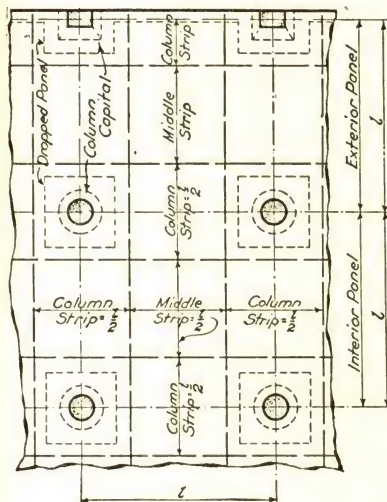 Column
Strip
Dropped Panel
Column
Capital
Middle
Strip
Exterior Panel
l
Column
Strip=l/2
Column
Strip=l/2
Middle
Strip=l/2
Column
Strip=l/2
Interior Panel
l
Column
Strip=l/2
l